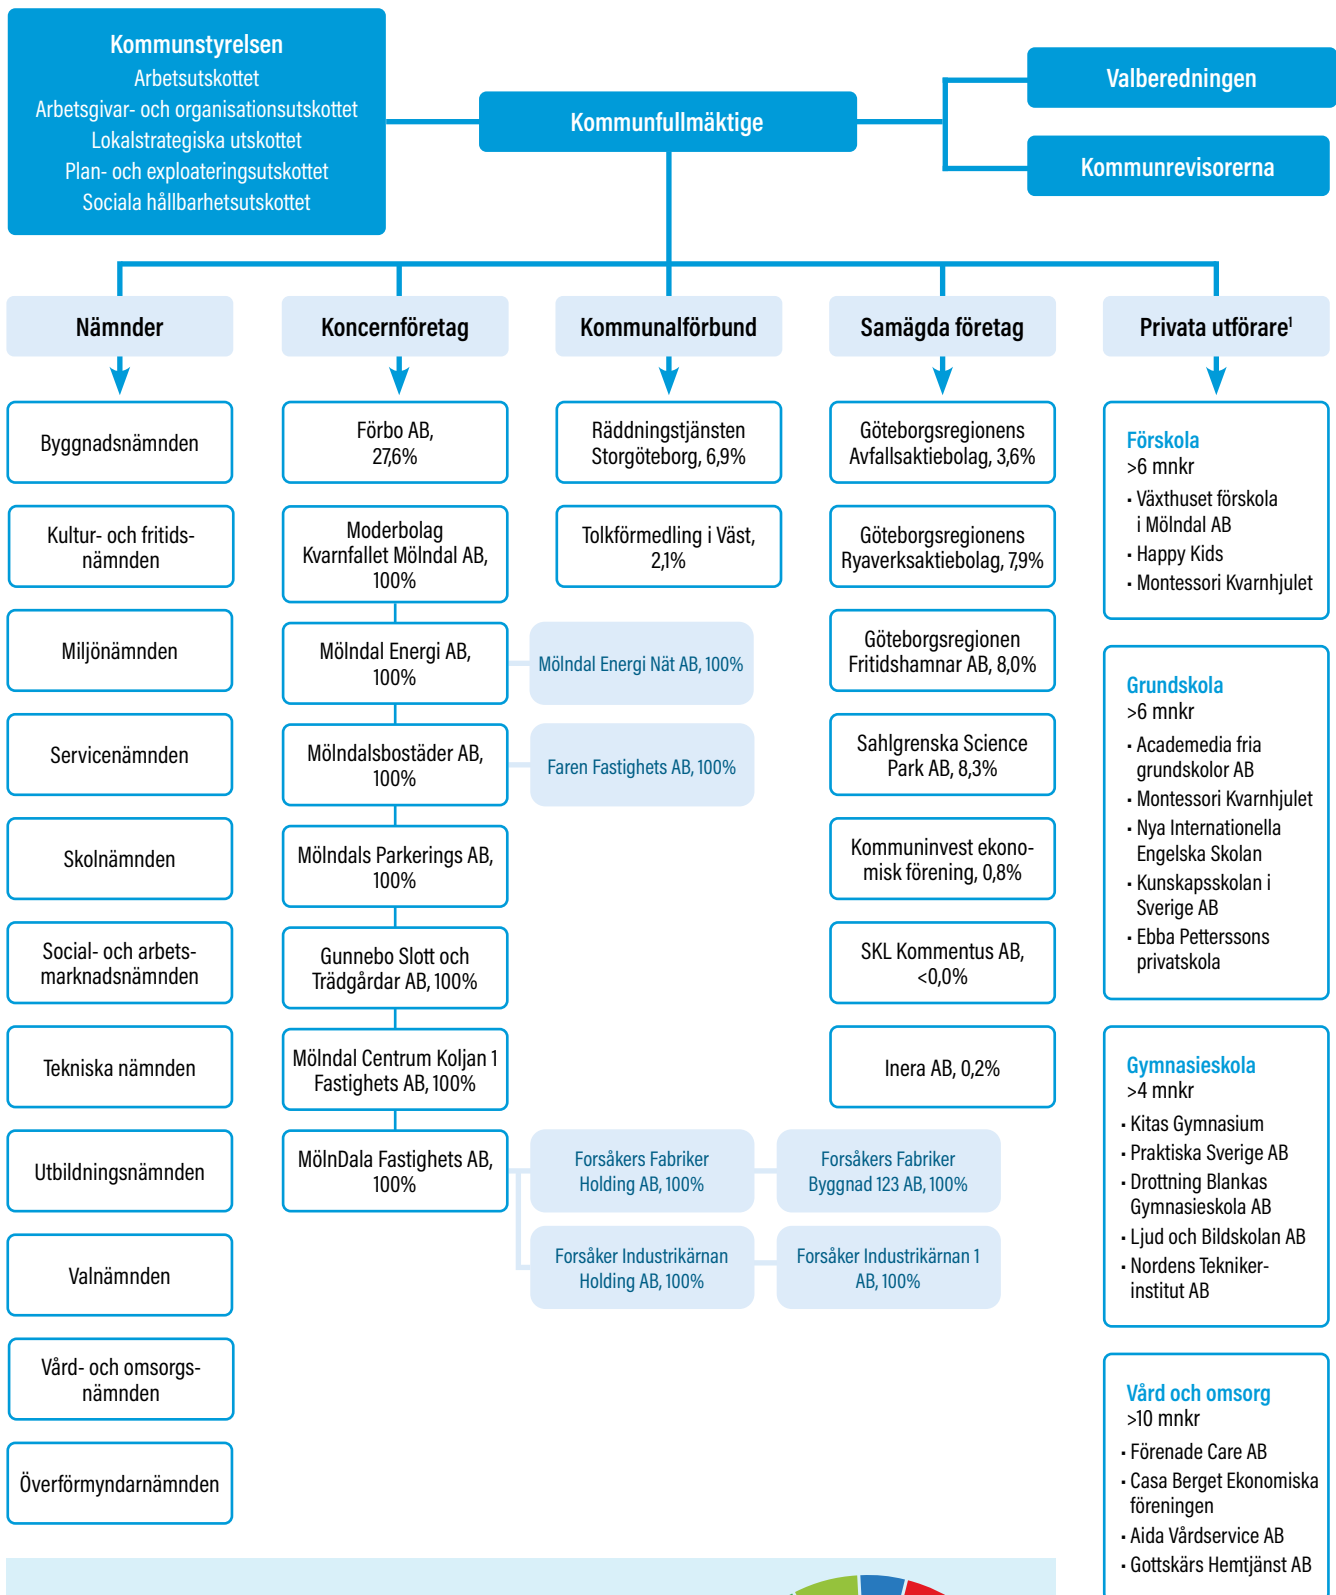 Kommunstyrelsen
Arbetsutskottet
Arbetsgivar- och organisationsutskottet
Lokalstrategiska utskottet
Plan- och exploateringsutskottet
Sociala hållbarhetsutskottet
Kommunfullmäktige
Valberedningen
Kommunrevisorerna
Nämnder
Byggnadsnämnden
Kultur- och fritids-
nämnden
Miljönämnden
Servicenämnden
Skolnämnden
Social- och arbets-
marknadsnämnden
Tekniska nämnden
Utbildningsnämnden
Valnämnden
Vård- och omsorgs-
nämnden
Överförmyndarnämnden
Koncernföretag
Förbo AB,
27,6%
Moderbolag
Kvarnfallet Mölndal AB,
100%
Mölndal Energi AB,
100%
Mölndal Energi Nät AB, 100%
Mölndalsbostäder AB,
100%
Faren Fastighets AB, 100%
Mölndals Parkerings AB,
100%
Gunnebo Slott och
Trädgårdar AB, 100%
Mölndal Centrum Koljan 1
Fastighets AB, 100%
MölnDala Fastighets AB,
100%
Forsåkers Fabriker
Holding AB, 100%
Forsåkers Fabriker
Byggnad 123 AB, 100%
Forsåker Industrikärnan
Holding AB, 100%
Forsåker Industrikärnan 1
AB, 100%
Kommunalförbund
Räddningstjänsten
Storgöteborg, 6,9%
Tolkförmedling i Väst,
2,1%
Samägda företag
Göteborgsregionens
Avfallsaktiebolag, 3,6%
Göteborgsregionens
Ryaverksaktiebolag, 7,9%
Göteborgsregionen
Fritidshamnar AB, 8,0%
Sahlgrenska Science
Park AB, 8,3%
Kommuninvest ekono-
misk förening, 0,8%
SKL Kommentus AB,
<0,0%
Inera AB, 0,2%
Privata utförare¹
Förskola
>6 mnkr
· Växthuset förskola
i Mölndal AB
· Happy Kids
· Montessori Kvarnhjulet
Grundskola
>6 mnkr
· Academedia fria
grundskolor AB
· Montessori Kvarnhjulet
· Nya Internationella
Engelska Skolan
· Kunskapsskolan i
Sverige AB
· Ebba Petterssons
privatskola
Gymnasieskola
>4 mnkr
· Kitas Gymnasium
· Praktiska Sverige AB
· Drottning Blankas
Gymnasieskola AB
· Ljud och Bildskolan AB
· Nordens Tekniker-
institut AB
Vård och omsorg
>10 mnkr
· Förenade Care AB
· Casa Berget Ekonomiska
föreningen
· Aida Vårdservice AB
· Gottskärs Hemtjänst AB